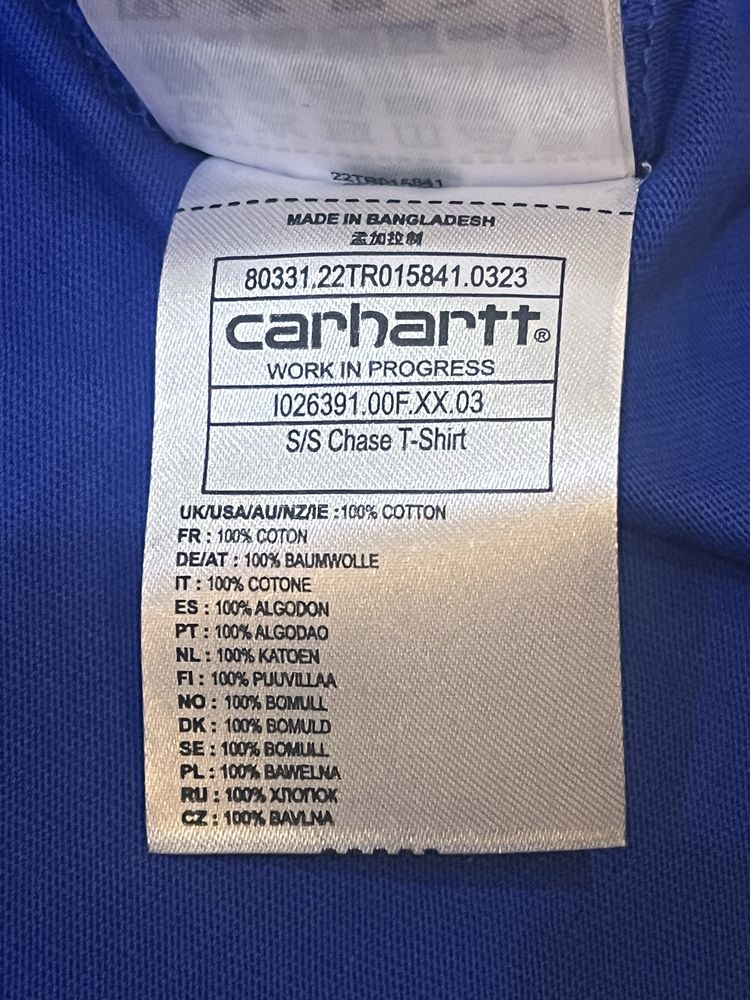 22TR015841
MADE IN BANGLADESH
孟加拉制
80331.22TR015841.0323
carhartt®
WORK IN PROGRESS
I026391.00F.XX.03
S/S Chase T-Shirt
UK/USA/AU/NZ/IE :100% COTTON
FR : 100% COTON
DE/AT : 100% BAUMWOLLE
IT : 100% COTONE
ES : 100% ALGODON
PT : 100% ALGODAO
NL : 100% KATOEN
FI : 100% PUUVILLAA
NO : 100% BOMULL
DK : 100% BOMULD
SE : 100% BOMULL
PL : 100% BAWELNA
RU : 100% ХЛОПОК
CZ : 100% BAVLNA